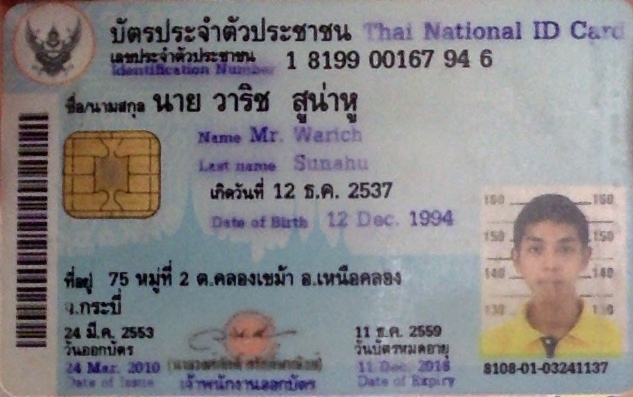 บัตรประจำตัวประชาชน Thai National ID Card
เลขประจำตัวประชาชน 1 8199 00167 94 6
Identification Number
ชื่อ/นามสกุล นาย วาริช สูน่าหู
Name Mr. Warich
Last name Sunahu
เกิดวันที่ 12 ธ.ค. 2537
Date of Birth 12 Dec. 1994
160 160
150 150
140 140
130 130
ที่อยู่ 75 หมู่ที่ 2 ต.คลองเขม้า อ.เหนือคลอง
จ.กระบี่
24 มี.ค. 2553
วันออกบัตร
24 Mar. 2010
Date of Issue
เจ้าพนักงานออกบัตร
11 ธ.ค. 2559
วันบัตรหมดอายุ
11 Dec. 2016
Date of Expiry
8108-01-03241137